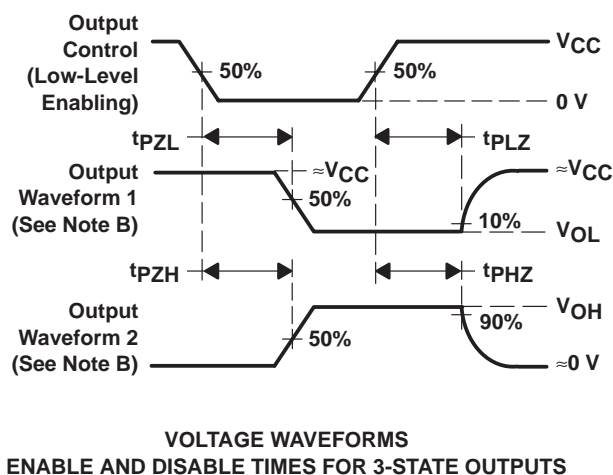 Output
Control
(Low-Level
Enabling)
50%
50%
VCC
0 V
tPZL
tPLZ
Output
Waveform 1
(See Note B)
≈VCC
50%
≈VCC
10%
VOL
tPZH
tPHZ
Output
Waveform 2
(See Note B)
50%
VOH
90%
≈0 V
VOLTAGE WAVEFORMS
ENABLE AND DISABLE TIMES FOR 3-STATE OUTPUTS